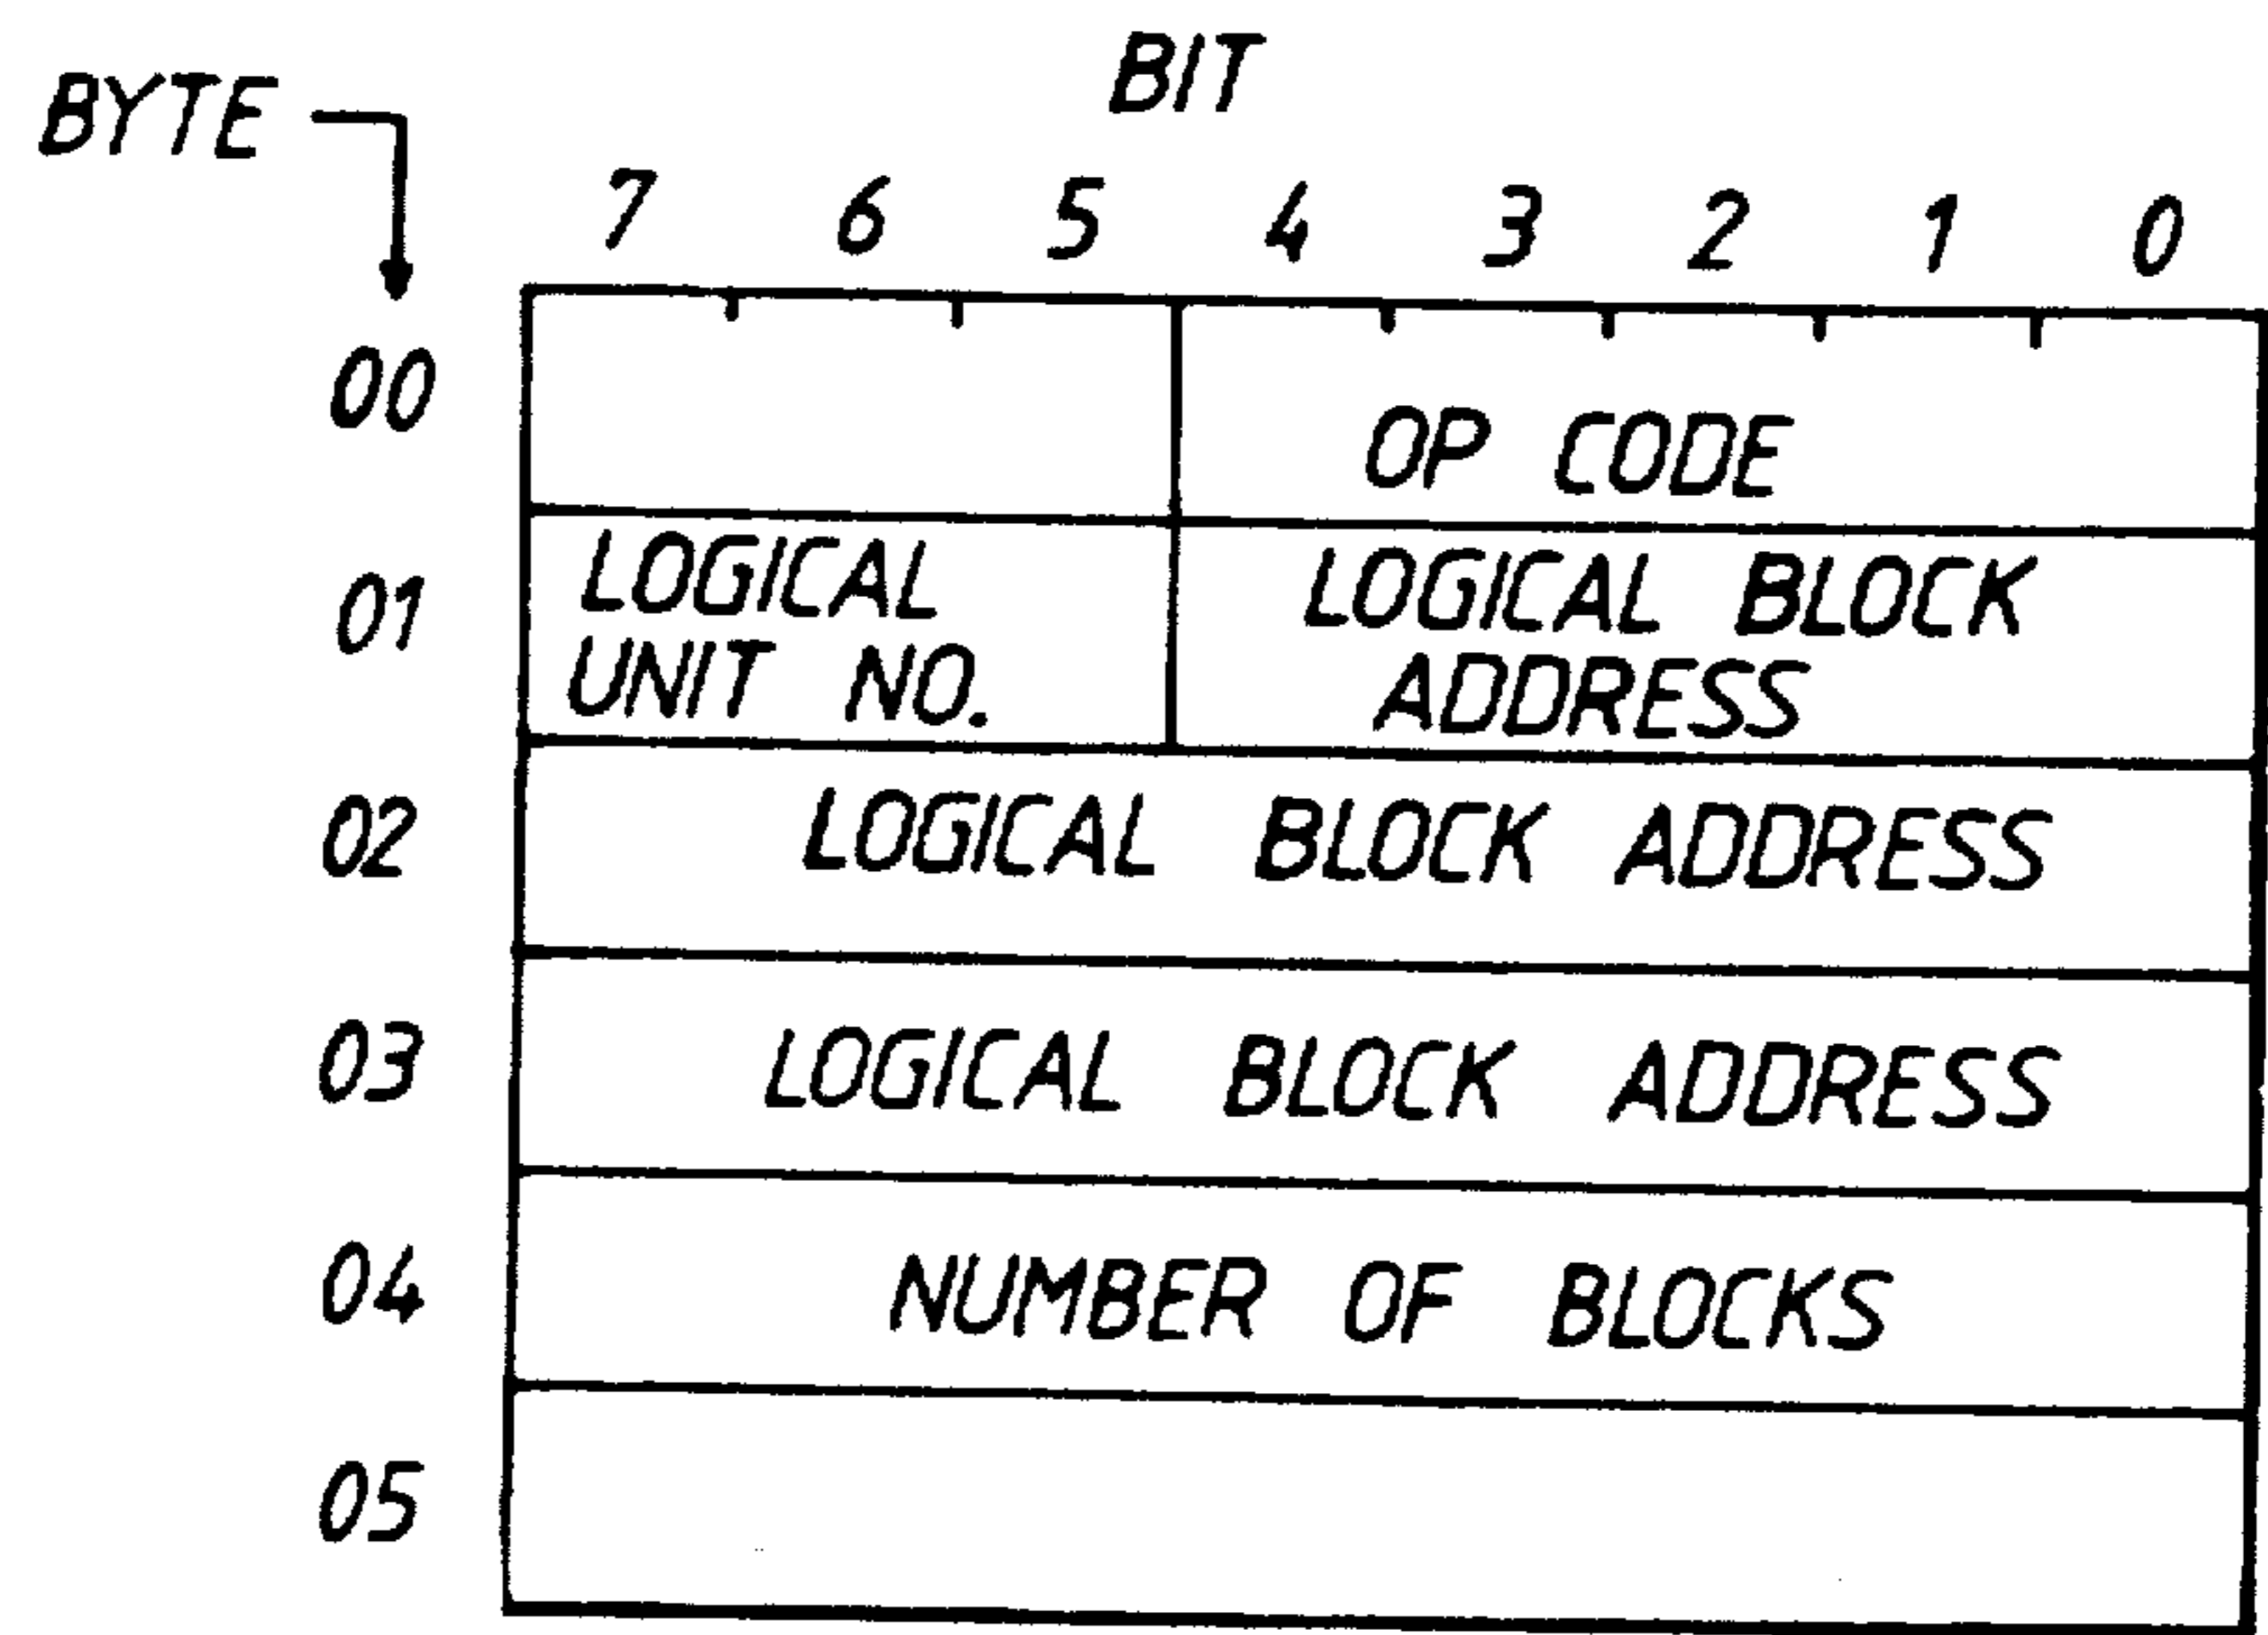 BIT
BYTE
7 6 5 4 3 2 1 0
00
OP CODE
01
LOGICAL
UNIT NO.
LOGICAL BLOCK
ADDRESS
02 LOGICAL BLOCK ADDRESS
03 LOGICAL BLOCK ADDRESS
04 NUMBER OF BLOCKS
05